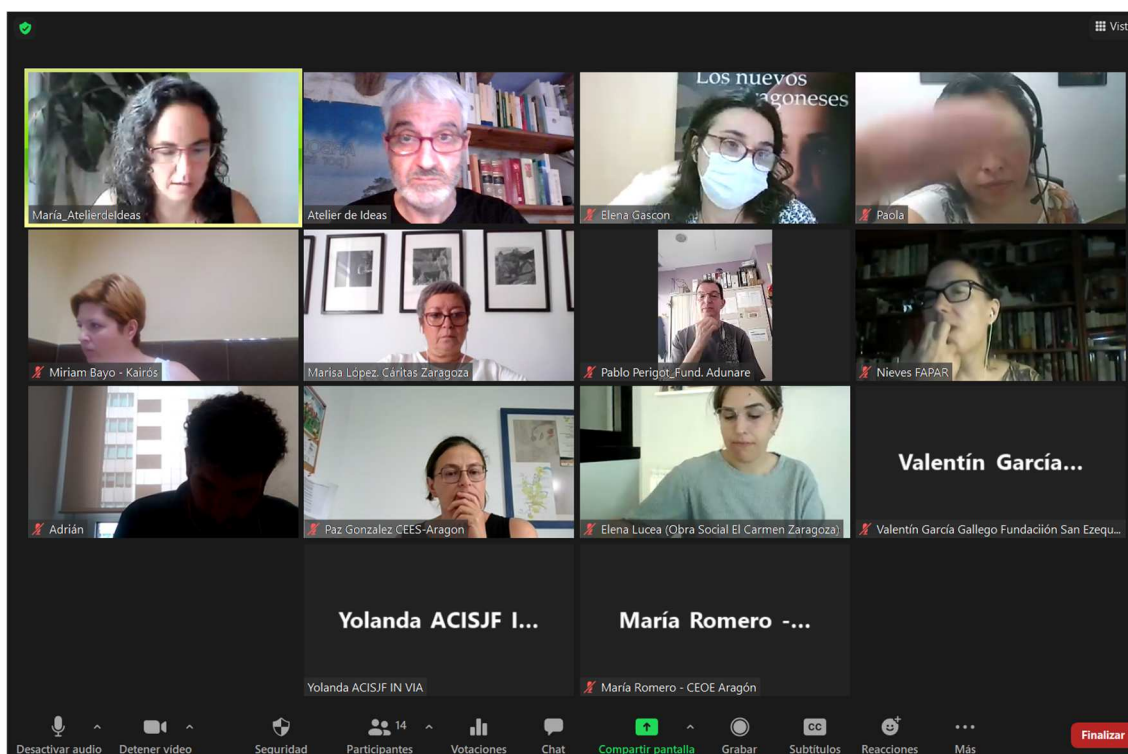 Vist
Los nuevos
agoneses
María_AtelierdeIdeas
Atelier de Ideas
Elena Gascon
Paola
Miriam Bayo - Kairós
Marisa López. Cáritas Zaragoza
Pablo Perigot_Fund. Adunare
Nieves FAPAR
Valentín García...
Adrián
Paz Gonzalez CEES-Aragon
Elena Lucea (Obra Social El Carmen Zaragoza)
Valentín García Gallego Fundaciión San Ezequ...
Yolanda ACISJF I...
María Romero -...
Yolanda ACISJF IN VIA
María Romero - CEOE Aragón
14
CC
Desactivar audio
Detener video
Seguridad
Participantes
Votaciones
Chat
Compartir pantalla
Grabar
Subtítulos
Reacciones
Más
Finalizar